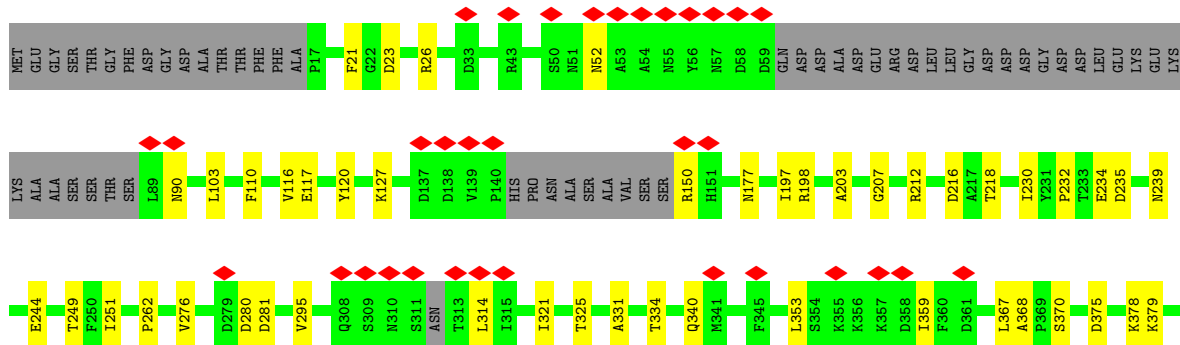 MET GLU GLY SER THR GLY PHE ASP GLY ASP ALA THR THR PHE PHE ALA P17 F21 G22 D23 R26 D33 R43 S50 N51 N52 A53 A54 N55 Y56 N57 D58 D59 GLN ASP ASP ALA ASP GLU ARG ASP LEU LEU GLY ASP ASP ASP GLY ASP ASP LEU GLU LYS GLU LYS
LYS ALA ALA SER SER THR SER L89 N90 L103 F110 V116 E117 Y120 K127 D137 D138 V139 P140 HIS PRO ASN ALA SER ALA VAL SER SER R150 H151 N177 I197 R198 A203 G207 R212 D216 A217 T218 I230 Y231 P232 T233 E234 D235 N239
E244 T249 F250 I251 P262 V276 D279 D280 D281 V295 Q308 S309 N310 S311 ASN T313 L314 I315 I321 T325 A331 T334 Q340 M341 F345 L353 S354 K355 K356 K357 D358 I359 F360 D361 L367 A368 P369 S370 D375 K378 K379